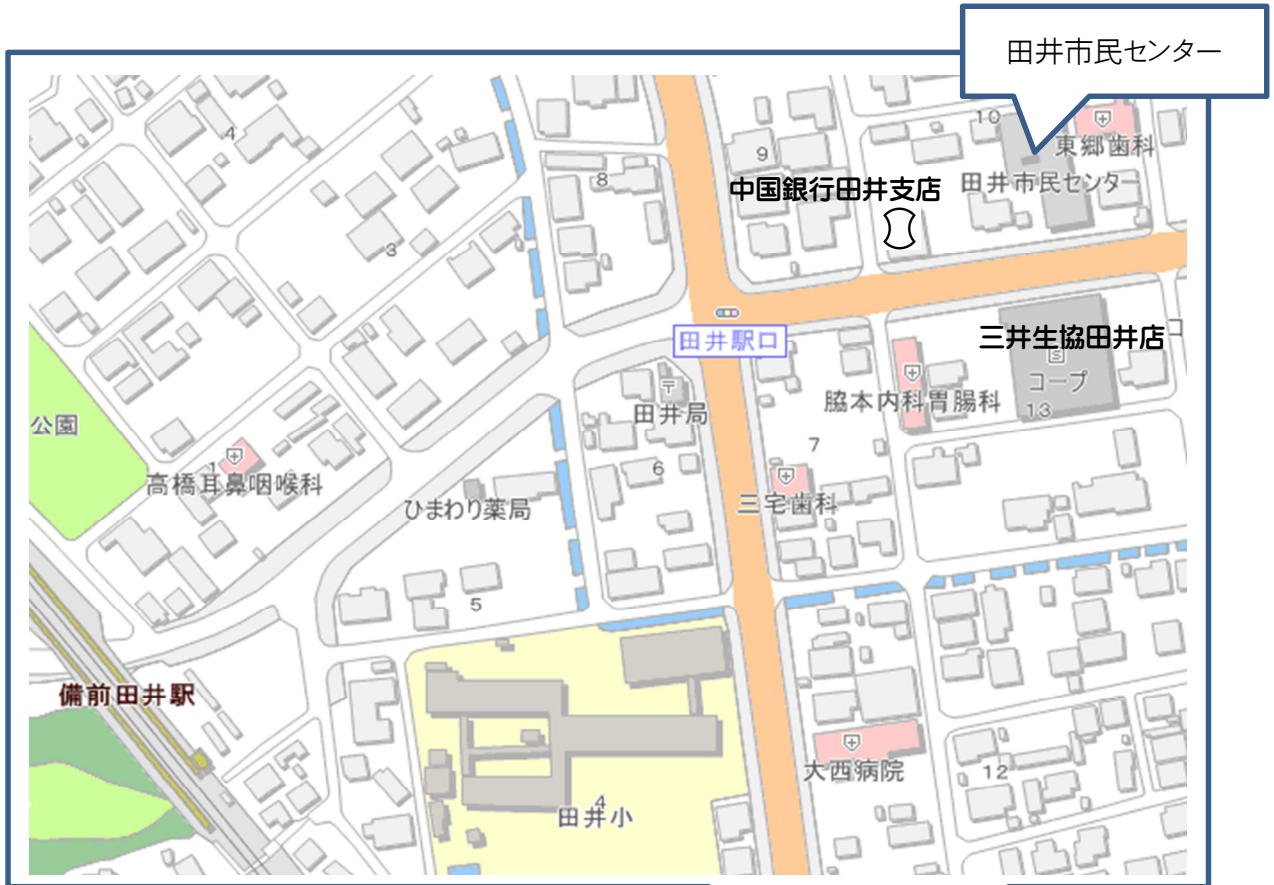 田井市民センター
10
東郷歯科
4
9
田井市民センター
8
中国銀行田井支店
3
田井駅口
三井生協田井店
コ
コープ
13
田井局
脇本内科胃腸科
公園
7
1
高橋耳鼻咽喉科
6
三宅歯科
ひまわり薬局
5
備前田井駅
大西病院
12
4
田井小